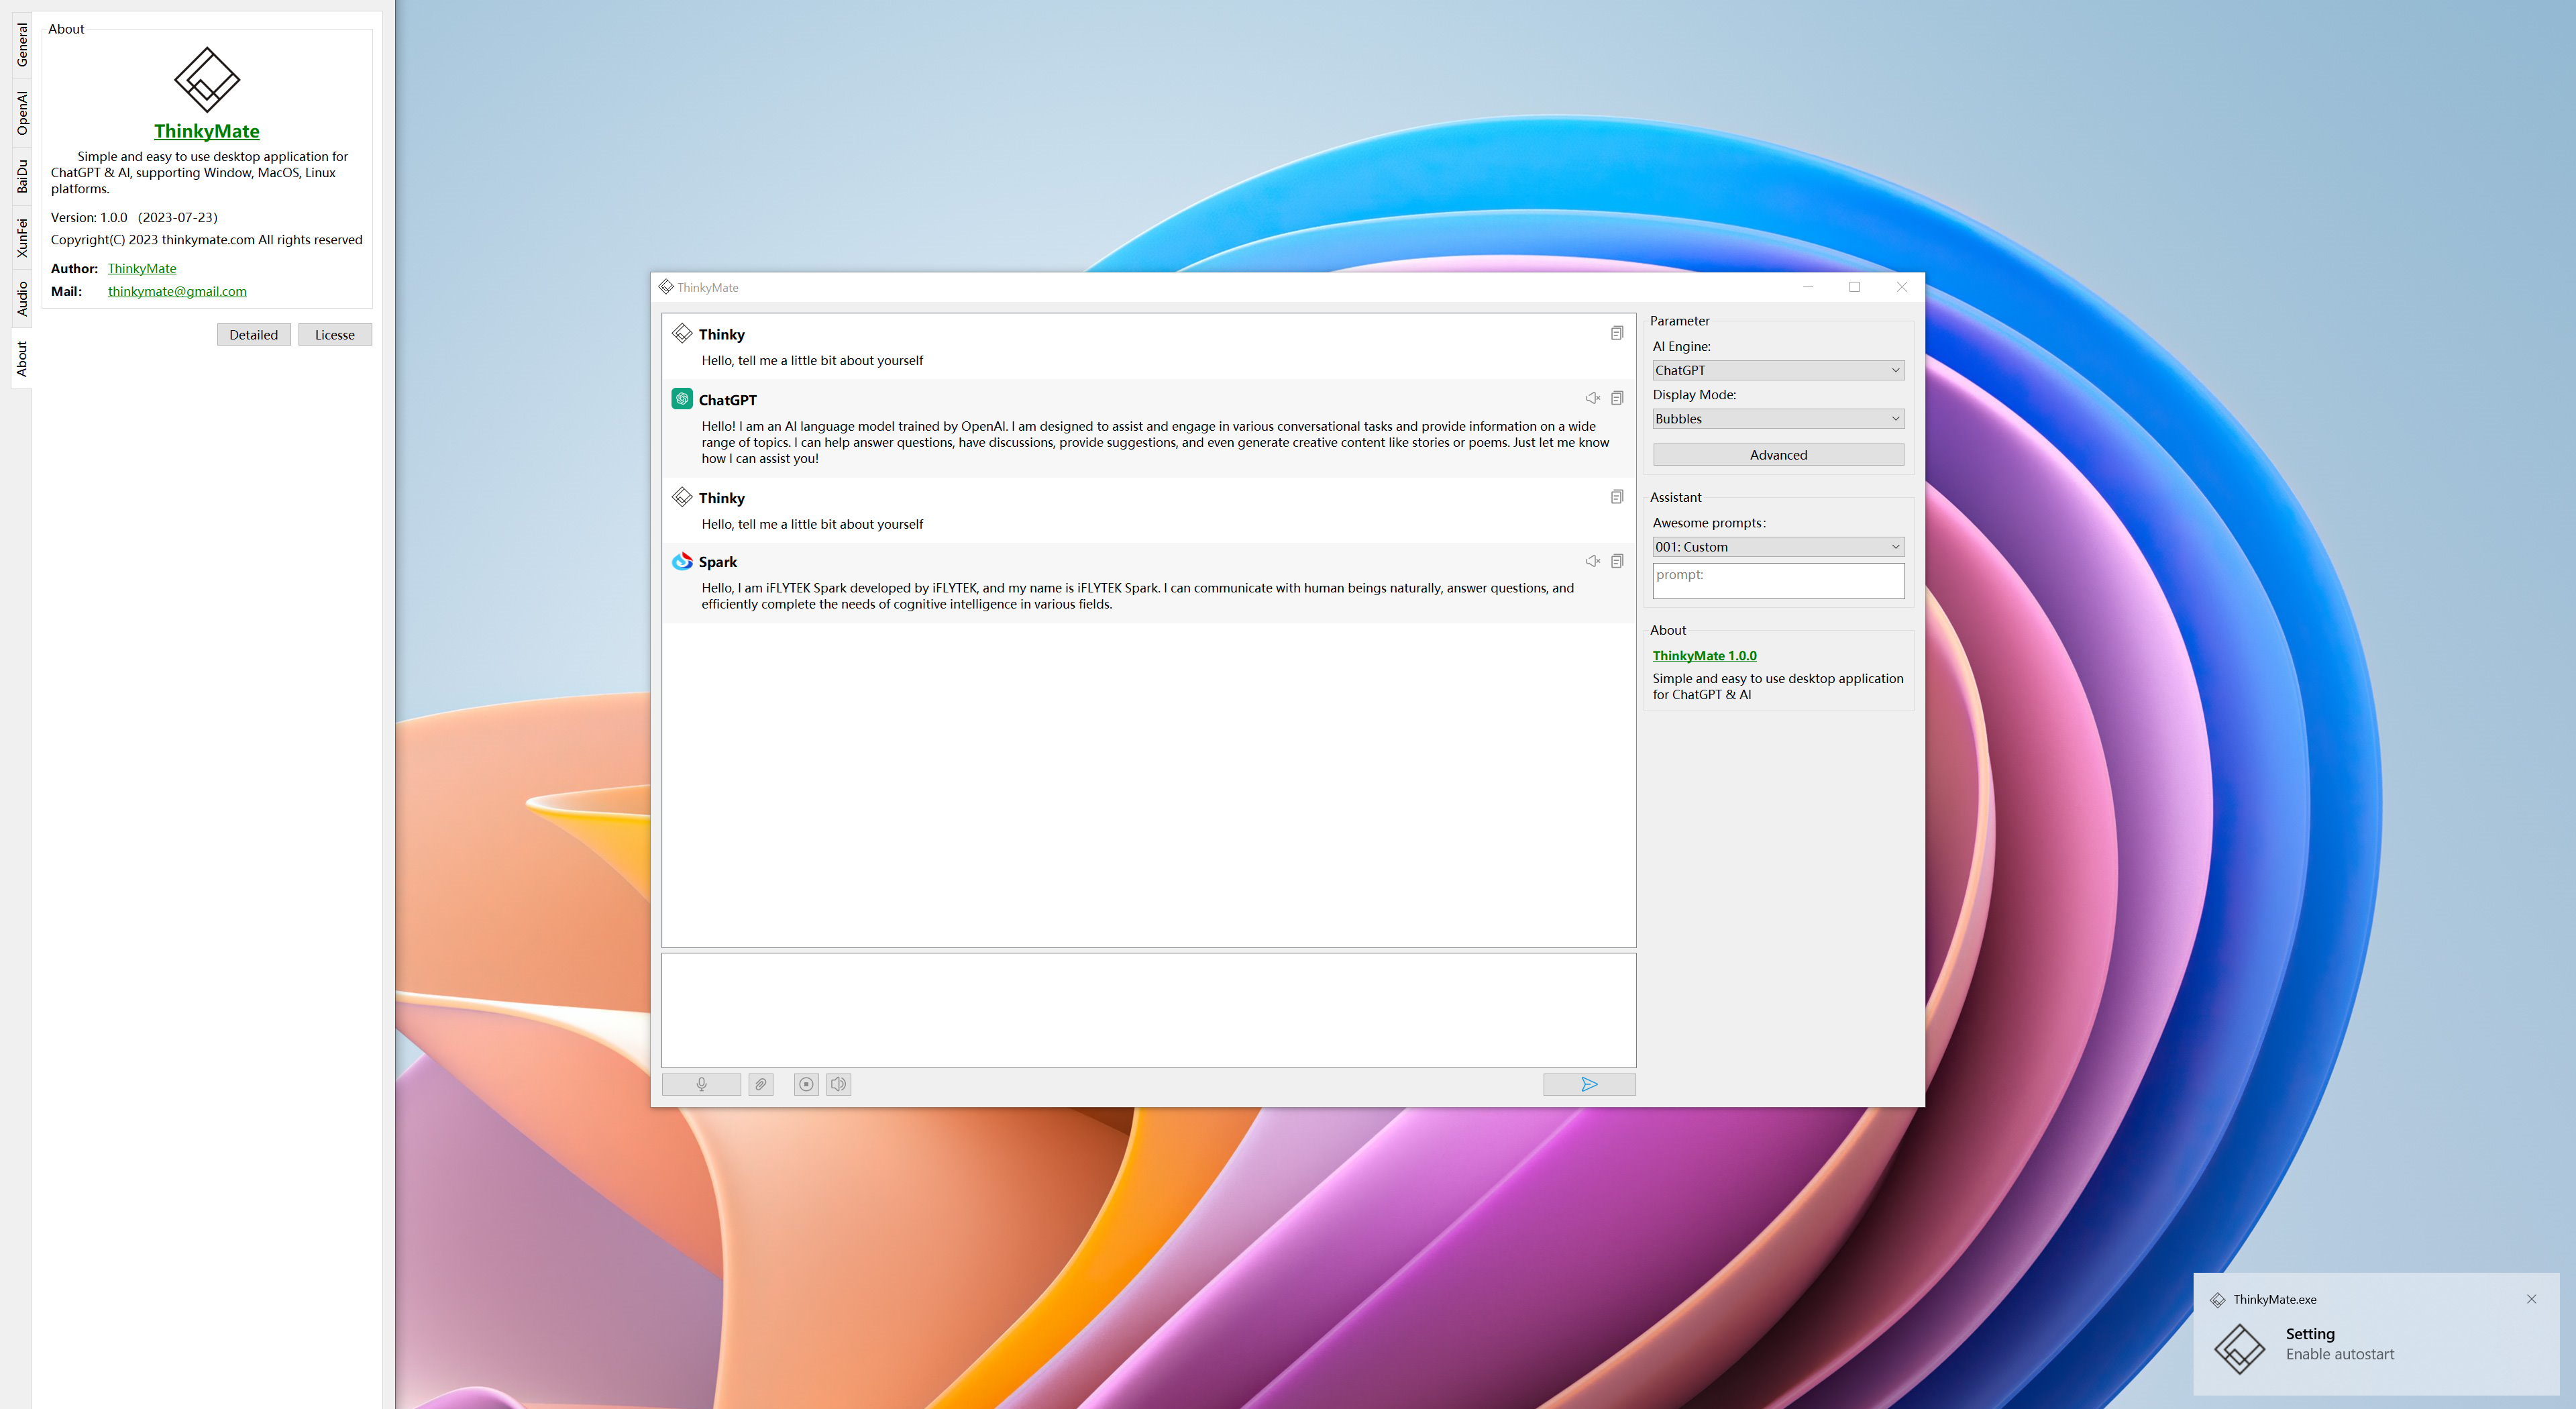 General
OpenAI
BaiDu
XunFei
Audio
About
About
ThinkyMate
Simple and easy to use desktop application for
ChatGPT & AI, supporting Window, MacOS, Linux
platforms.
Version: 1.0.0 （2023-07-23）
Copyright(C) 2023 thinkymate.com All rights reserved
Author: ThinkyMate
Mail: thinkymate@gmail.com
Detailed
Licesse
ThinkyMate
Thinky
Hello, tell me a little bit about yourself
ChatGPT
Hello! I am an AI language model trained by OpenAI. I am designed to assist and engage in various conversational tasks and provide information on a wide
range of topics. I can help answer questions, have discussions, provide suggestions, and even generate creative content like stories or poems. Just let me know
how I can assist you!
Thinky
Hello, tell me a little bit about yourself
Spark
Hello, I am iFLYTEK Spark developed by iFLYTEK, and my name is iFLYTEK Spark. I can communicate with human beings naturally, answer questions, and
efficiently complete the needs of cognitive intelligence in various fields.
Parameter
AI Engine:
ChatGPT
Display Mode:
Bubbles
Advanced
Assistant
Awesome prompts:
001: Custom
prompt:
About
ThinkyMate 1.0.0
Simple and easy to use desktop application
for ChatGPT & AI
ThinkyMate.exe
Setting
Enable autostart